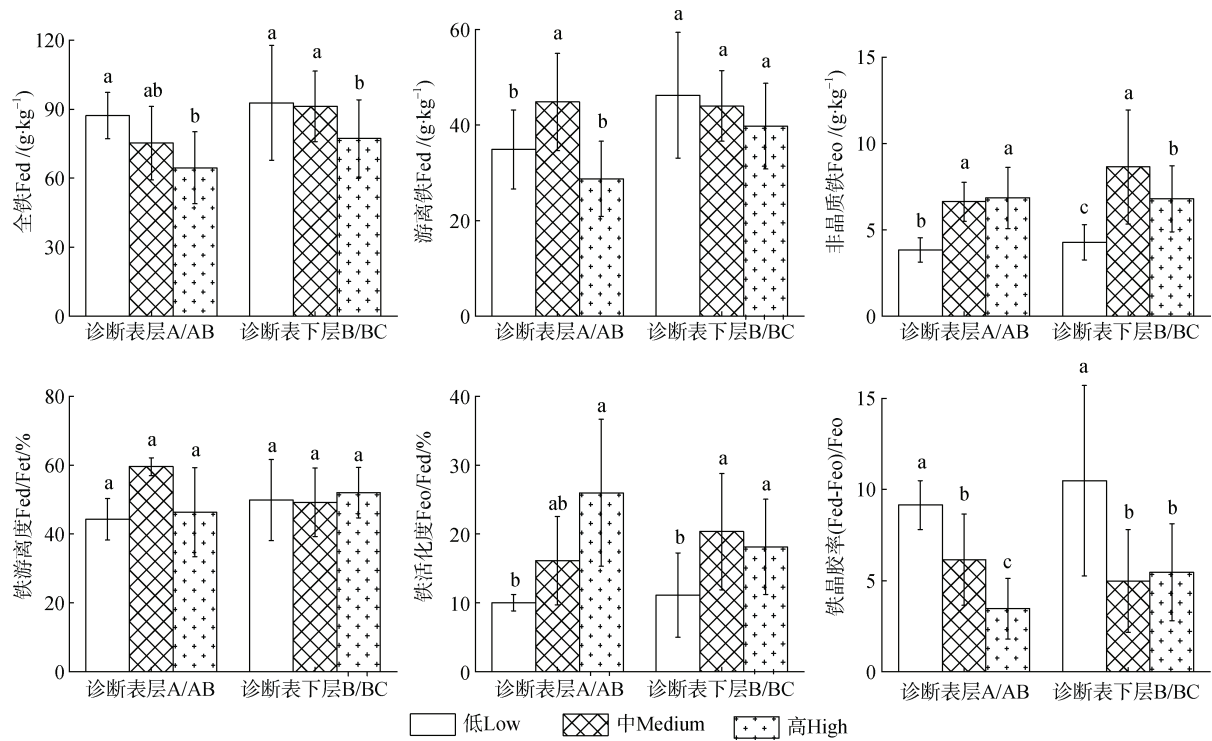 全铁Fed /(g·kg⁻¹)
120
90
60
30
0
a
ab
b
a
a
b
诊断表层A/AB
诊断表下层B/BC
游离铁Fed /(g·kg⁻¹)
60
40
20
0
b
a
b
a
a
a
诊断表层A/AB
诊断表下层B/BC
非晶质铁Feo /(g·kg⁻¹)
15
10
5
0
b
a
a
c
a
b
诊断表层A/AB
诊断表下层B/BC
铁游离度Fed/Fet/%
80
60
40
20
0
a
a
a
a
a
a
诊断表层A/AB
诊断表下层B/BC
铁活化度Feo/Fed/%
40
30
20
10
0
b
ab
a
b
a
a
诊断表层A/AB
诊断表下层B/BC
铁晶胶率(Fed-Feo)/Feo
15
10
5
0
a
b
c
a
b
b
诊断表层A/AB
诊断表下层B/BC
低Low
中Medium
高High